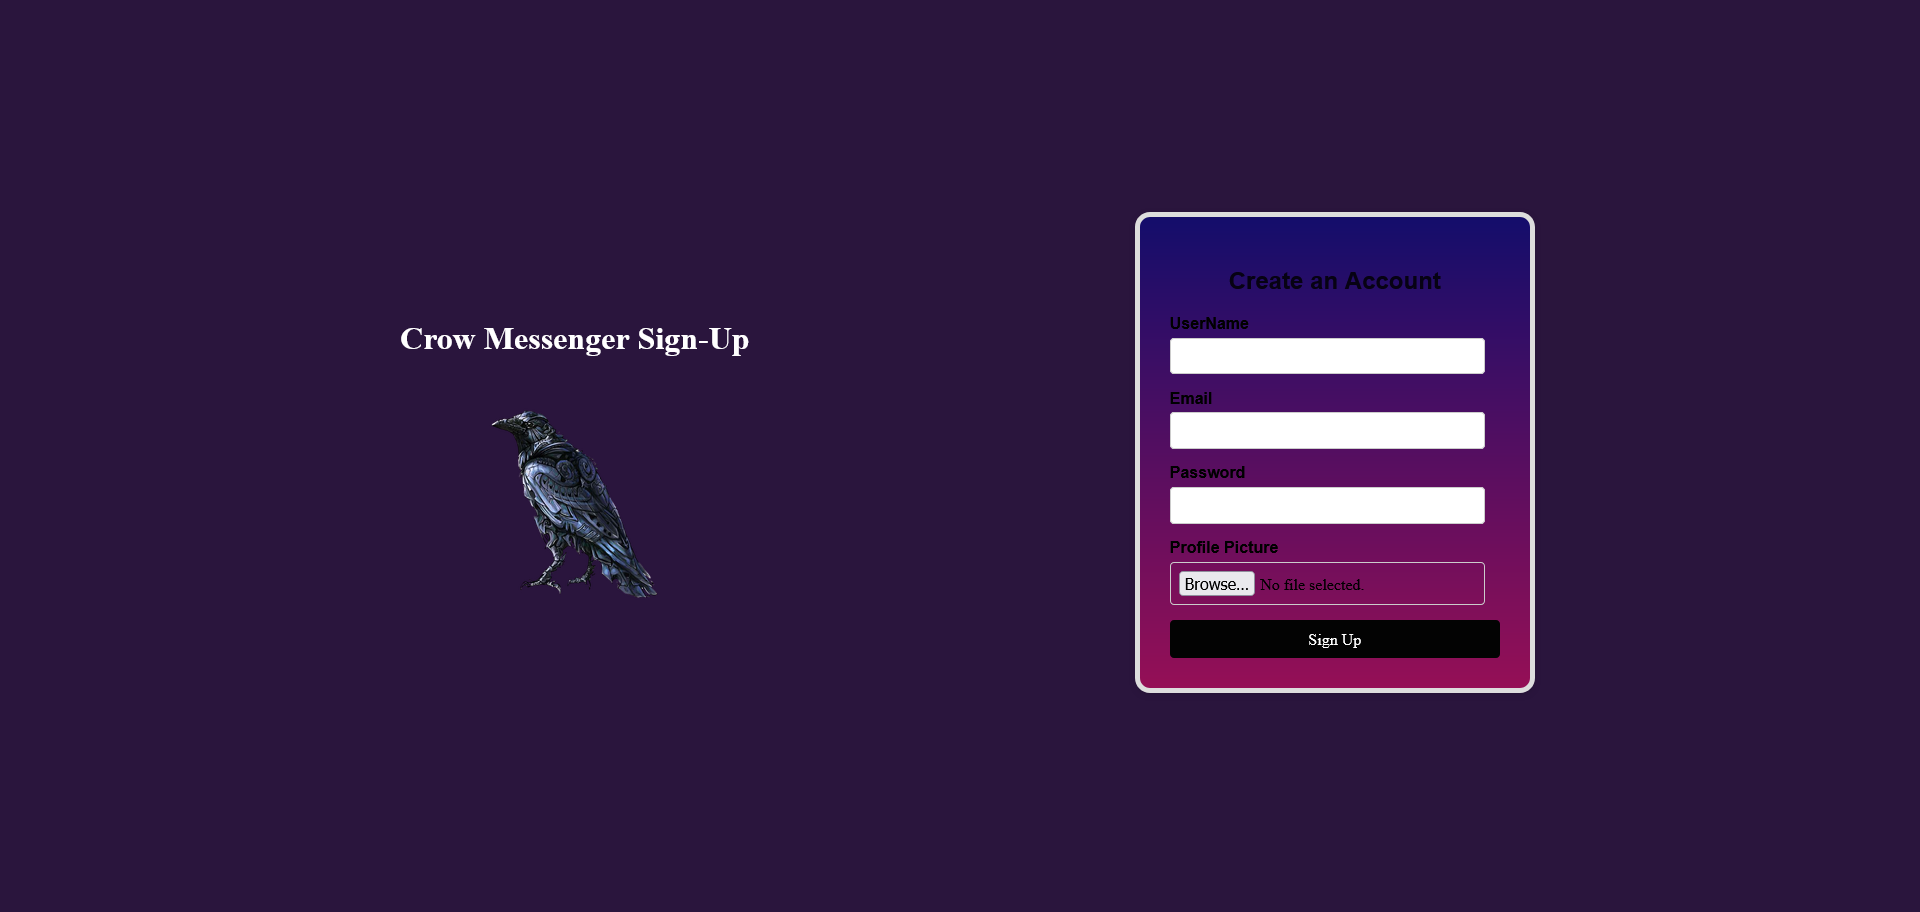 Crow Messenger Sign-Up
Create an Account
UserName
Email
Password
Profile Picture
Browse... No file selected.
Sign Up